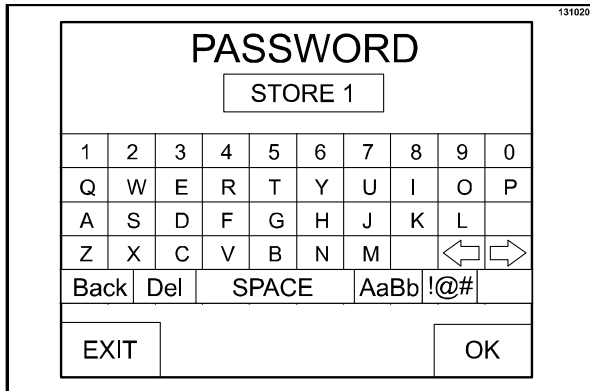 131020
PASSWORD
STORE 1
1 2 3 4 5 6 7 8 9 0
Q W E R T Y U I O P
A S D F G H J K L
Z X C V B N M
Back Del SPACE AaBb !@#
EXIT OK